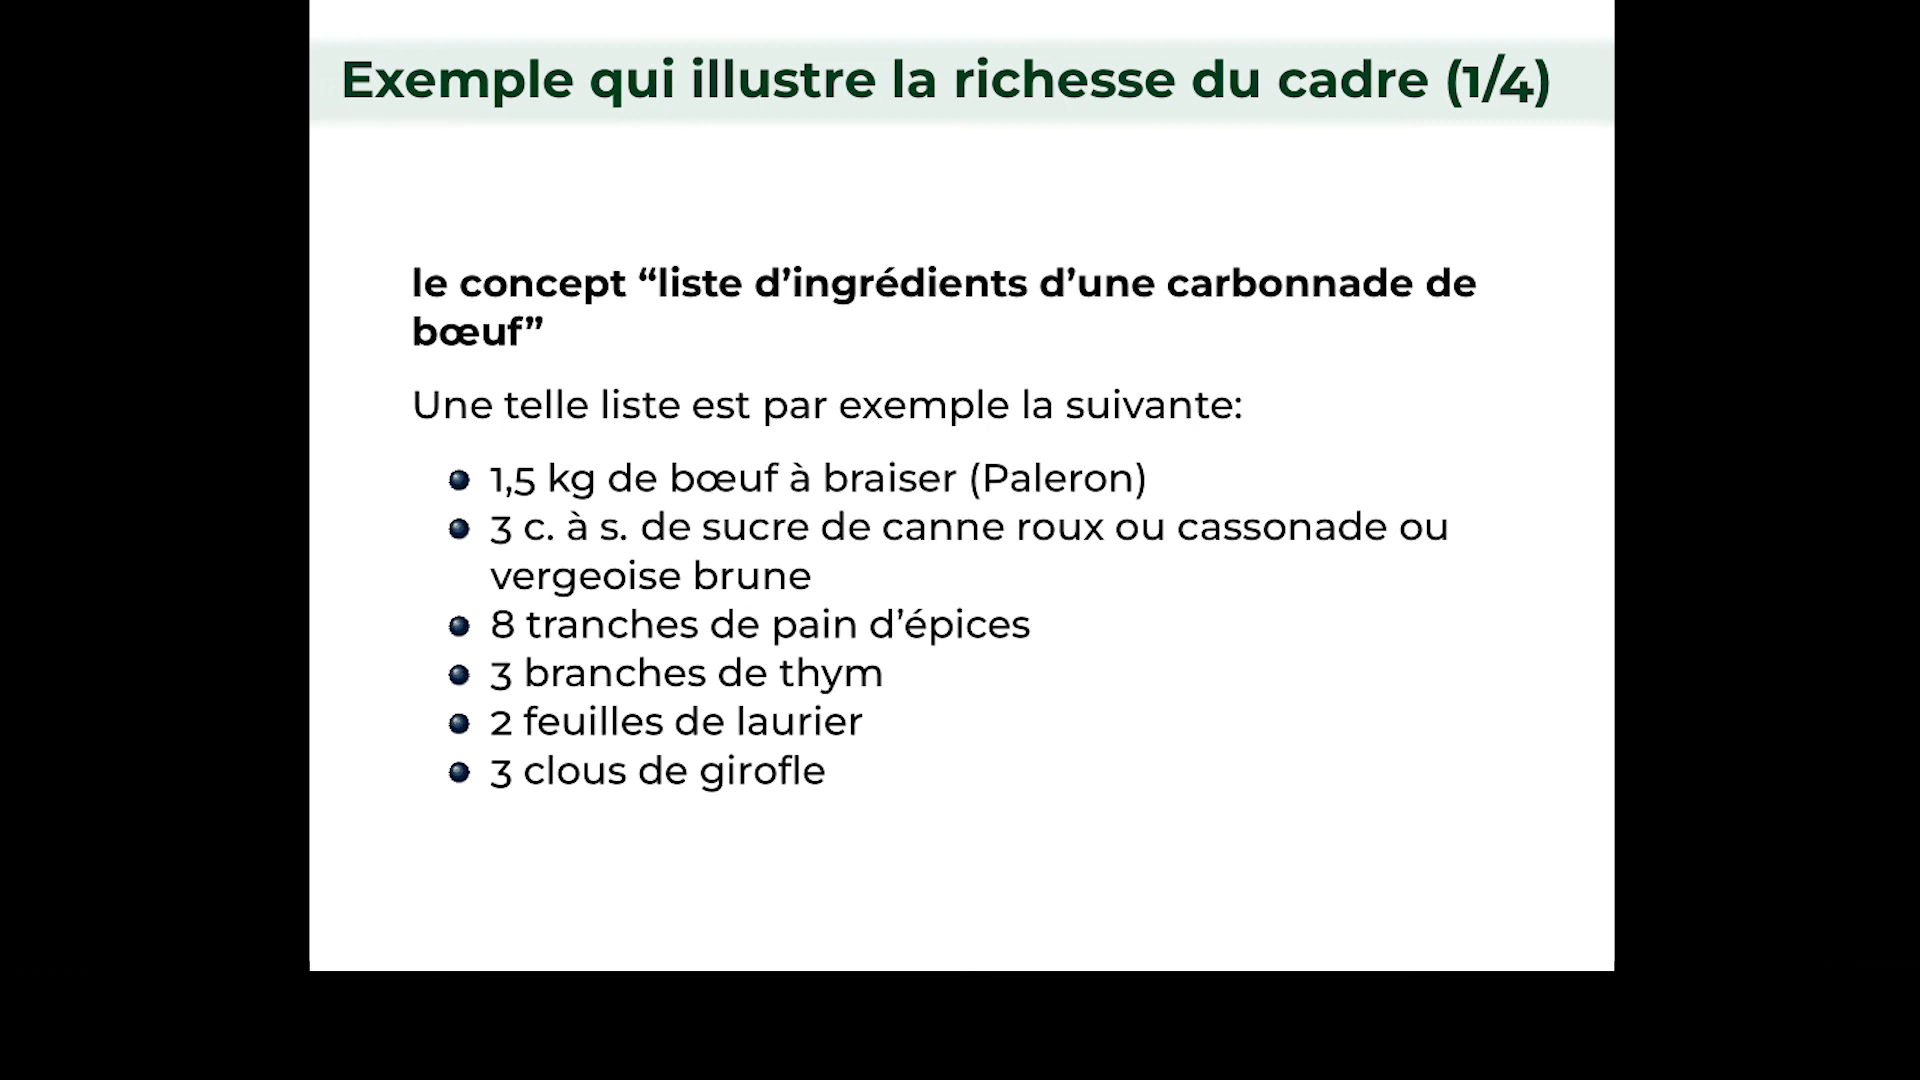 Exemple qui illustre la richesse du cadre (1/4)
le concept “liste d’ingrédients d’une carbonnade de
bœuf”
Une telle liste est par exemple la suivante:
1,5 kg de bœuf à braiser (Paleron)
3 c. à s. de sucre de canne roux ou cassonade ou
vergeoise brune
8 tranches de pain d’épices
3 branches de thym
2 feuilles de laurier
3 clous de girofle